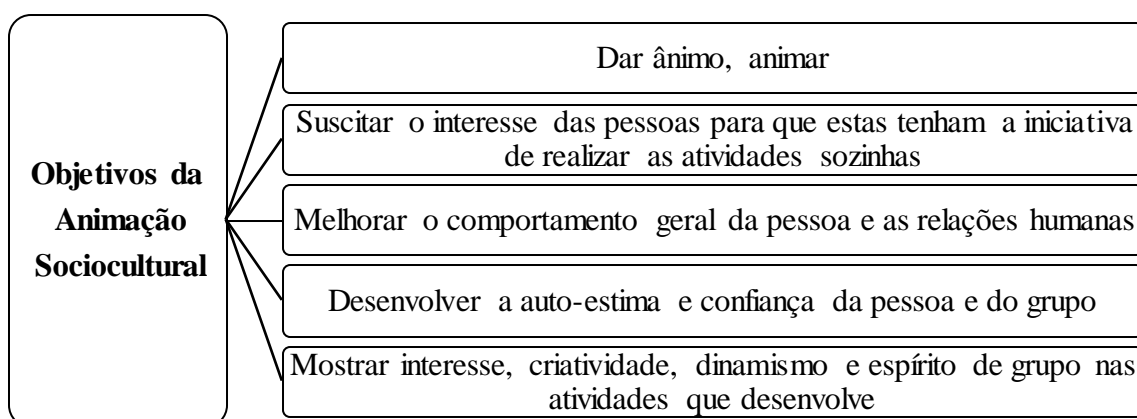 Objetivos da
Animação
Sociocultural
Dar ânimo, animar
Suscitar o interesse das pessoas para que estas tenham a iniciativa
de realizar as atividades sozinhas
Melhorar o comportamento geral da pessoa e as relações humanas
Desenvolver a auto-estima e confiança da pessoa e do grupo
Mostrar interesse, criatividade, dinamismo e espírito de grupo nas
atividades que desenvolve